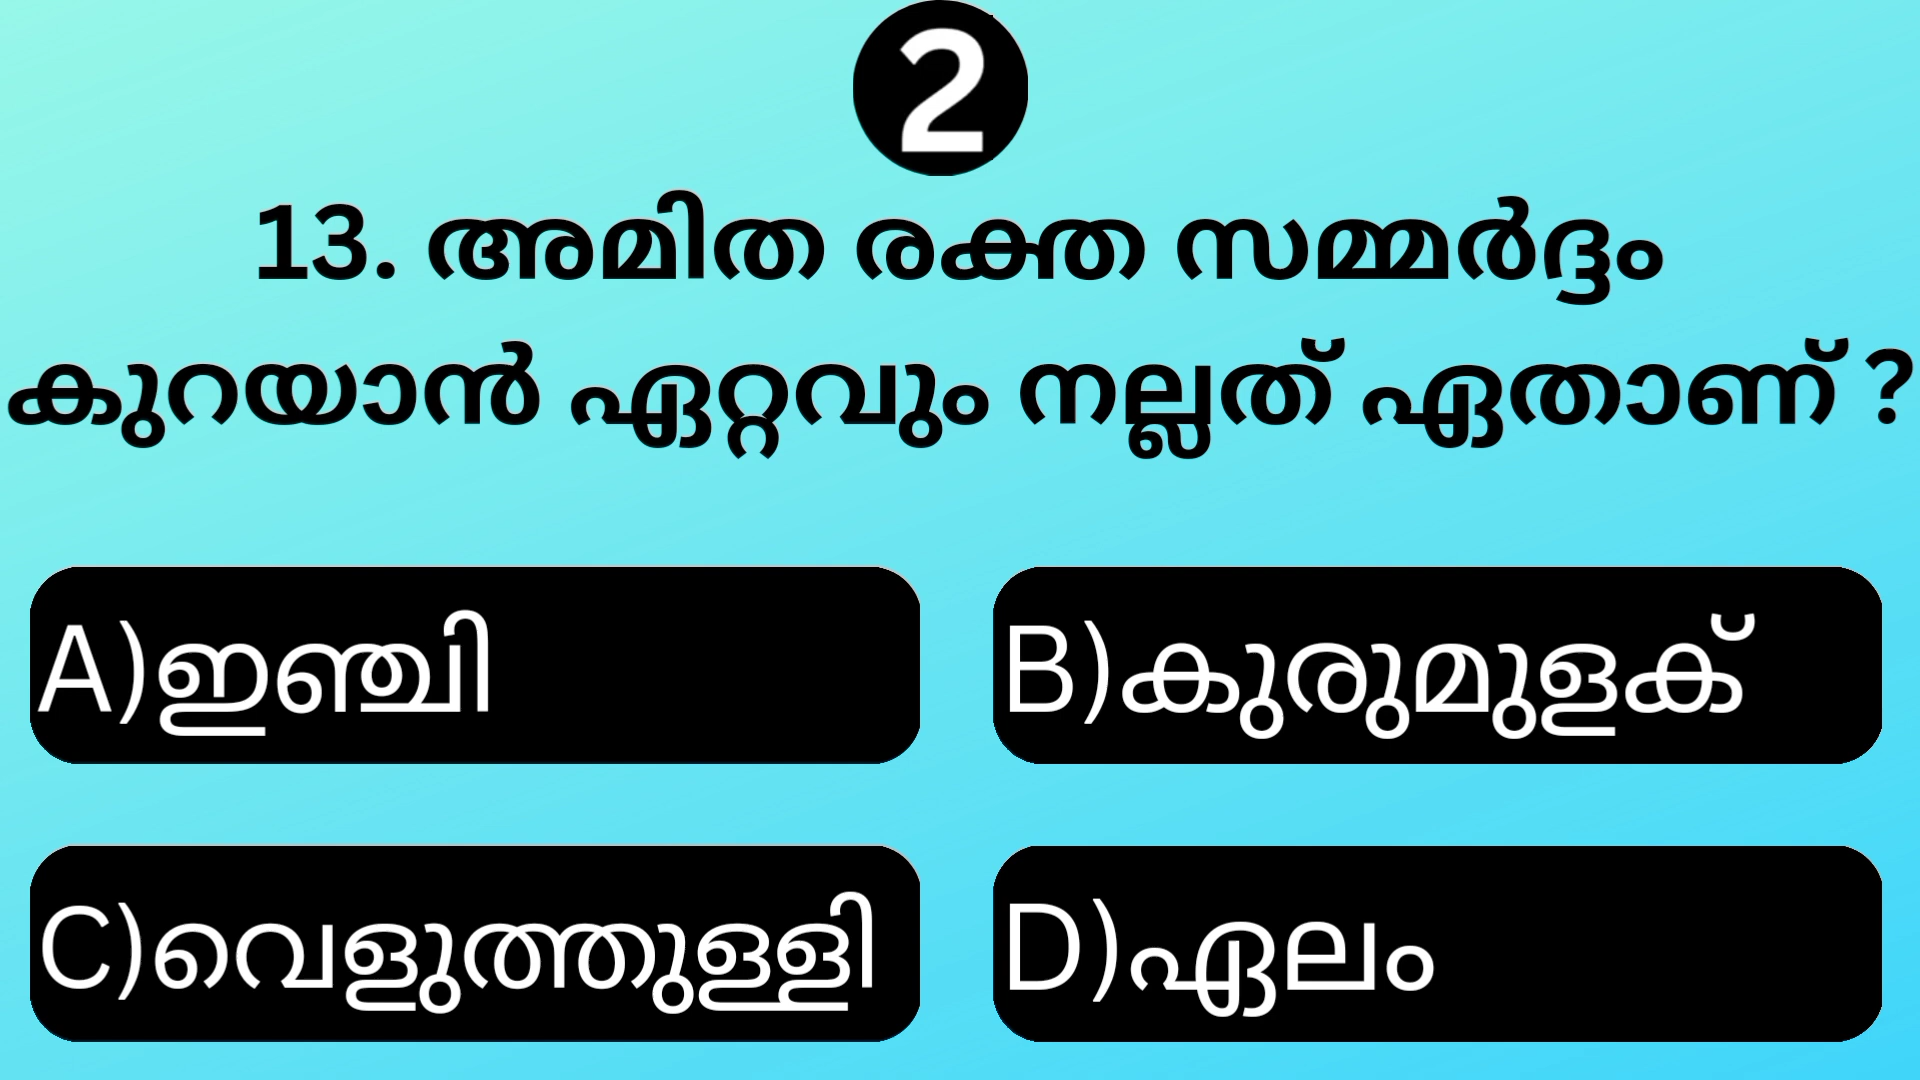 2
13. അമിത രക്ത സമ്മർദ്ദം
കുറയാൻ ഏറ്റവും നല്ലത് ഏതാണ് ?
A)ഇഞ്ചി
B)കുരുമുളക്
C)വെളുത്തുള്ളി
D)ഏലം